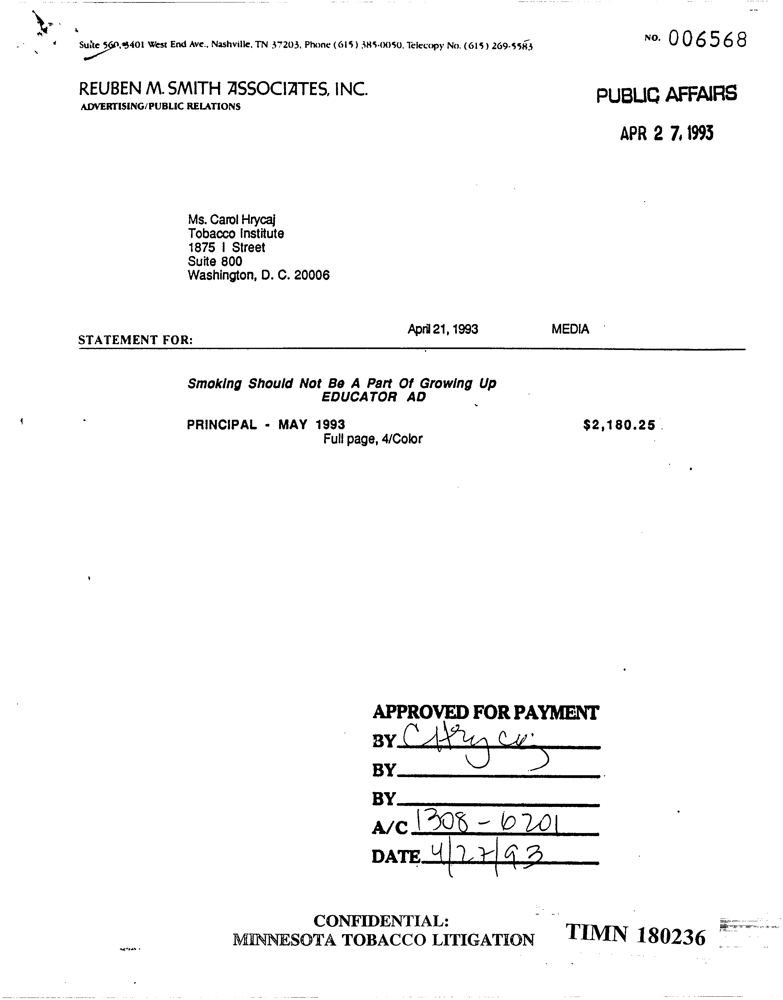 Suite 560, 3401 West End Ave., Nashville, TN 37203, Phone (615) 385-0050, Telecopy No. (615) 269-5583
NO. 006568
REUBEN M. SMITH ASSOCIATES, INC.
ADVERTISING/PUBLIC RELATIONS
PUBLIC AFFAIRS
APR 27, 1993
Ms. Carol Hrycaj
Tobacco Institute
1875 I Street
Suite 800
Washington, D. C. 20006
STATEMENT FOR: April 21, 1993 MEDIA
Smoking Should Not Be A Part Of Growing Up
EDUCATOR AD
PRINCIPAL - MAY 1993 $2,180.25
Full page, 4/Color
APPROVED FOR PAYMENT
BY C Hrycaj
BY
BY
A/C 1308-6201
DATE 4/27/93
CONFIDENTIAL:
MINNESOTA TOBACCO LITIGATION
TIMN 180236